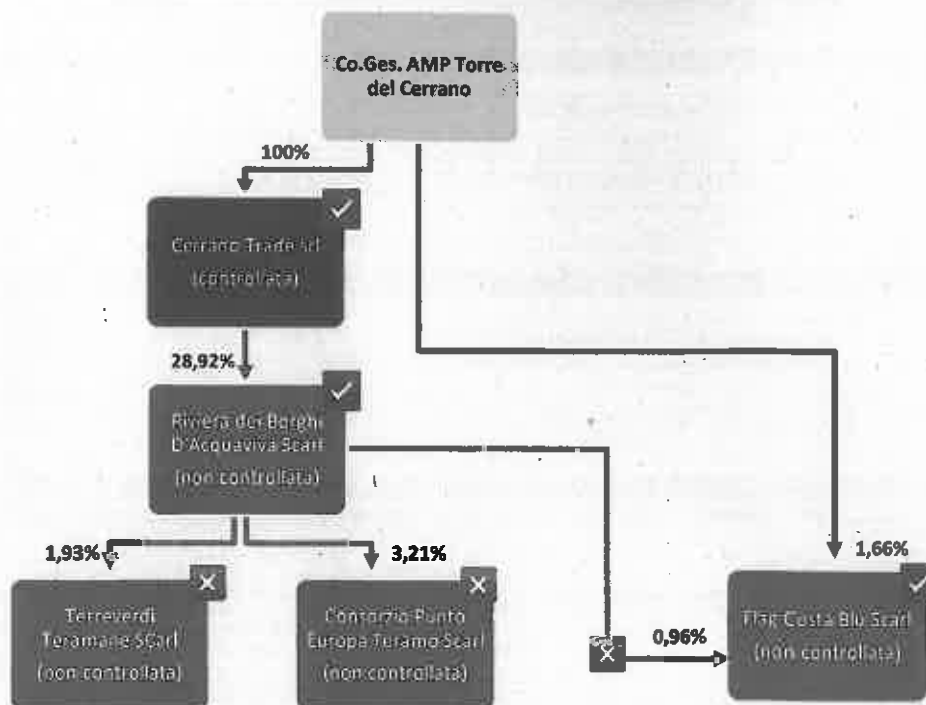 Co.Ges. AMP Torre
del Cerrano
100%
Cerrano Trade srl
(controllata)
28,92%
Riviera dei Borghi
D'Acquaviva Scarl
(non controllata)
1,93%
3,21%
1,66%
Terreverdi
Teramane SCarl
(non controllata)
Consorzio Punto
Europa Teramo Scarl
(non controllata)
0,96%
Flag Costa Blu Scarl
(non controllata)